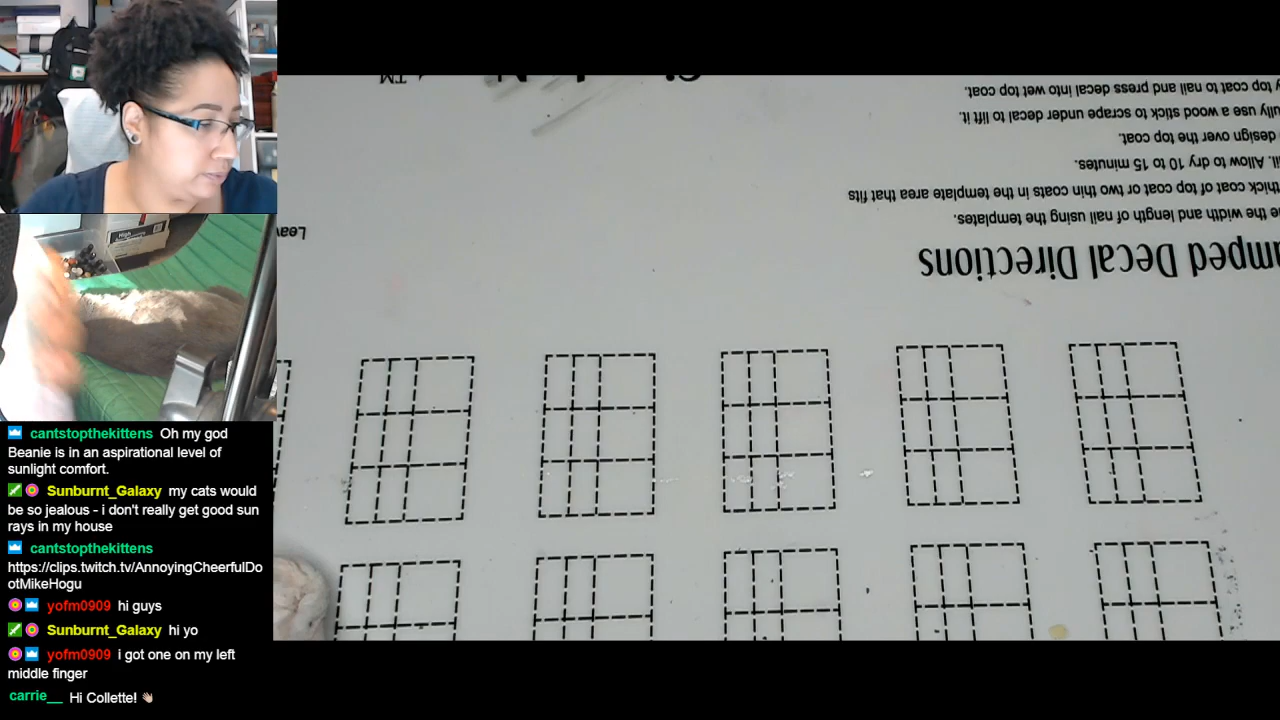 TM
y top coat to nail and press decal into wet top coat.
ully use a wood stick to scrape under decal to lift it.
design over the top coat.
il. Allow to dry 10 to 15 minutes.
thick coat of top coat or two thin coats in the template area that fits
e the width and length of nail using the templates.
Leav
amped Decal Directions
High
cantstopthekittens Oh my god
Beanie is in an aspirational level of
sunlight comfort.
Sunburnt_Galaxy my cats would
be so jealous - i don't really get good sun
rays in my house
cantstopthekittens
https://clips.twitch.tv/AnnoyingCheerfulDo
otMikeHogu
yofm0909 hi guys
Sunburnt_Galaxy hi yo
yofm0909 i got one on my left
middle finger
carrie__ Hi Collette! 👋🏼